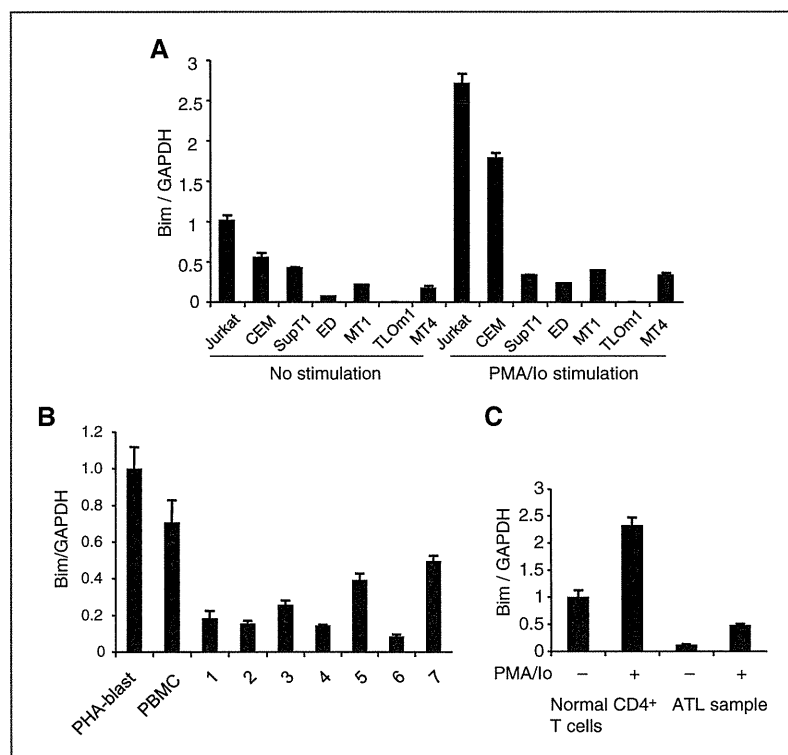 A
3
2.5
2
1.5
1
0.5
0
Bim / GAPDH
Jurkat
CEM
SupT1
ED
MT1
TLOm1
MT4
Jurkat
CEM
SupT1
ED
MT1
TLOm1
MT4
No stimulation
PMA/Io stimulation
B
1.2
1.0
0.8
0.6
0.4
0.2
0
Bim/GAPDH
PHA-blast
PBMC
1
2
3
4
5
6
7
C
3
2.5
2
1.5
1
0.5
0
Bim / GAPDH
PMA/Io − + − +
Normal CD4⁺ ATL sample
T cells